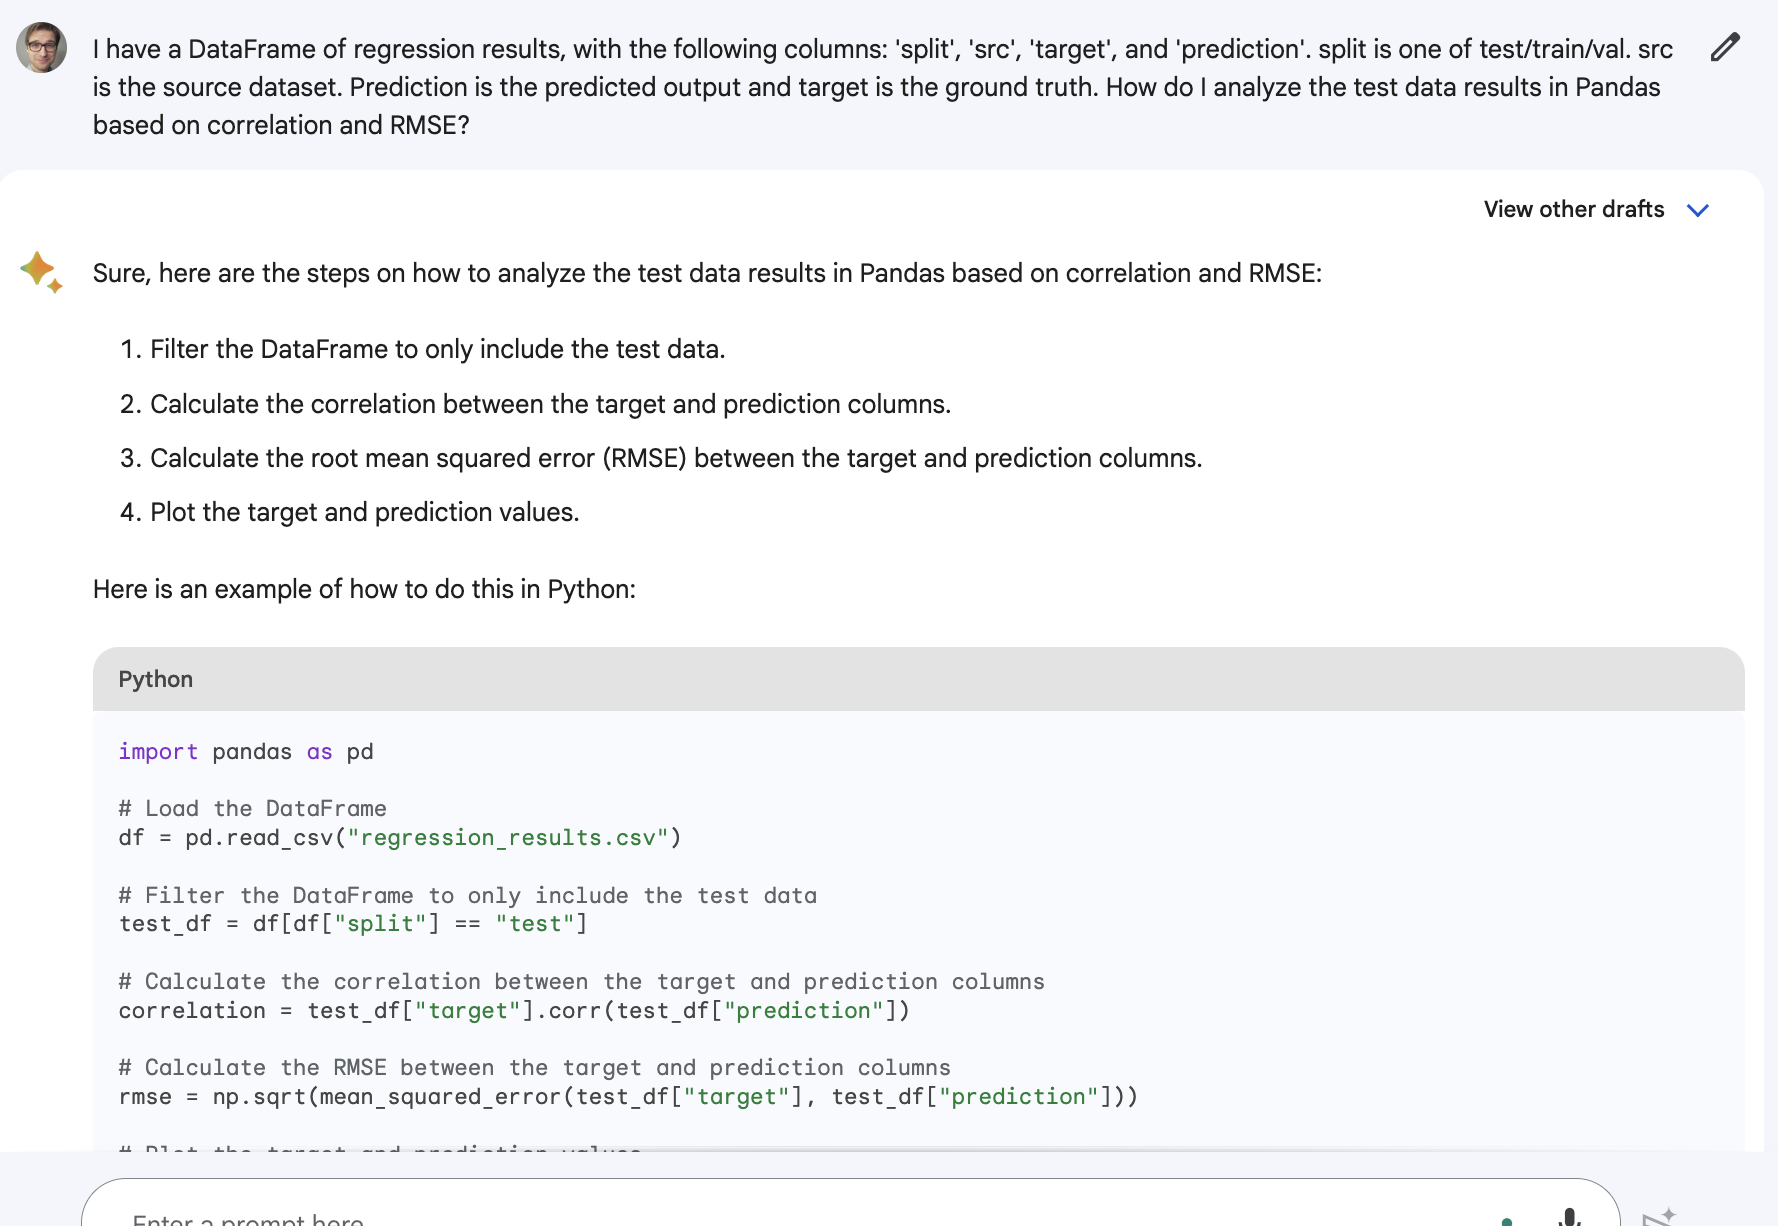 I have a DataFrame of regression results, with the following columns: 'split', 'src', 'target', and 'prediction'. split is one of test/train/val. src
is the source dataset. Prediction is the predicted output and target is the ground truth. How do I analyze the test data results in Pandas
based on correlation and RMSE?
View other drafts
Sure, here are the steps on how to analyze the test data results in Pandas based on correlation and RMSE:
1. Filter the DataFrame to only include the test data.
2. Calculate the correlation between the target and prediction columns.
3. Calculate the root mean squared error (RMSE) between the target and prediction columns.
4. Plot the target and prediction values.
Here is an example of how to do this in Python:
Python
import pandas as pd
# Load the DataFrame
df = pd.read_csv("regression_results.csv")
# Filter the DataFrame to only include the test data
test_df = df[df["split"] == "test"]
# Calculate the correlation between the target and prediction columns
correlation = test_df["target"].corr(test_df["prediction"])
# Calculate the RMSE between the target and prediction columns
rmse = np.sqrt(mean_squared_error(test_df["target"], test_df["prediction"]))
# Plot the target and prediction values
Enter a prompt here